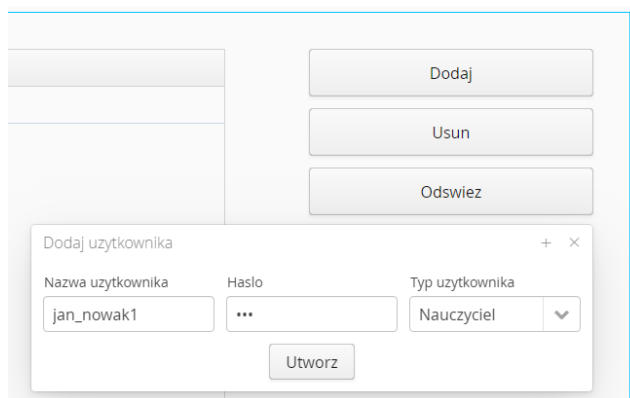 Dodaj
Usun
Odswiez
Dodaj uzytkownika
Nazwa uzytkownika Haslo Typ uzytkownika
jan_nowak1 ••• Nauczyciel
Utworz